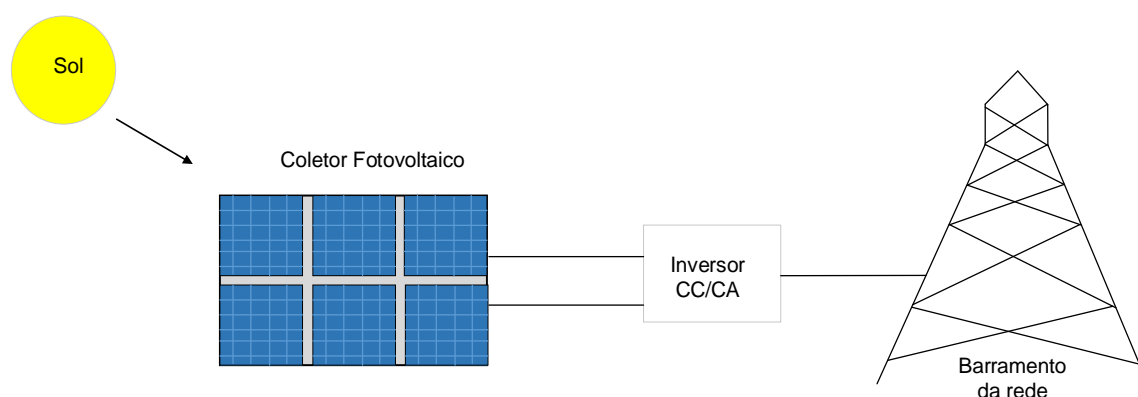 Sol
Coletor Fotovoltaico
Inversor
CC/CA
Barramento
da rede